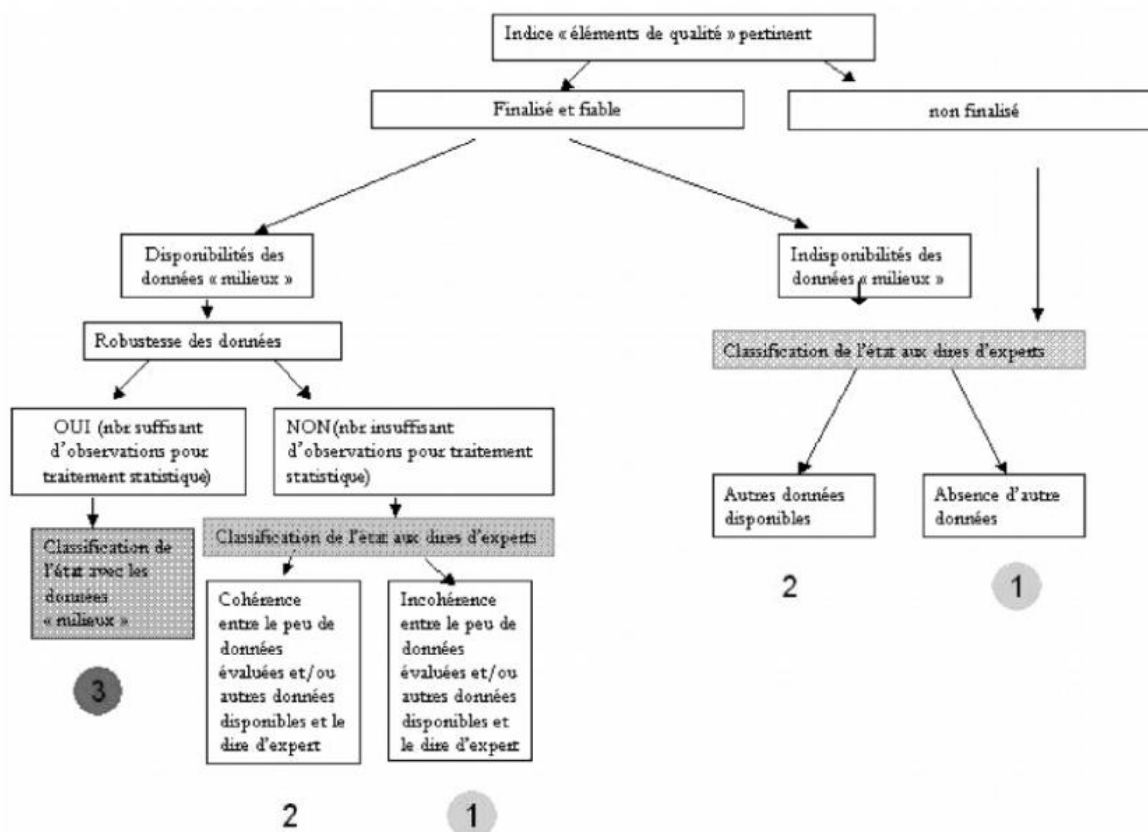 Indice « éléments de qualité » pertinent
Finalisé et fiable
non finalisé
Disponibilités des
données « milieux »
Indisponibilités des
données « milieux »
Robustesse des données
Classification de l'état aux dires d'experts
OUI (nbr suffisant
d'observations pour
traitement statistique)
NON (nbr insuffisant
d'observations pour traitement
statistique)
Autres données
disponibles
Absence d'autre
données
Classification de
l'état avec les
données
« milieux »
Classification de l'état aux dires d'experts
Cohérence
entre le peu de
données
évaluées et/ou
autres données
disponibles et le
dire d'expert
Incohérence
entre le peu de
données
évaluées et/ou
autres données
disponibles et
le dire d'expert
2
1
3
2
1